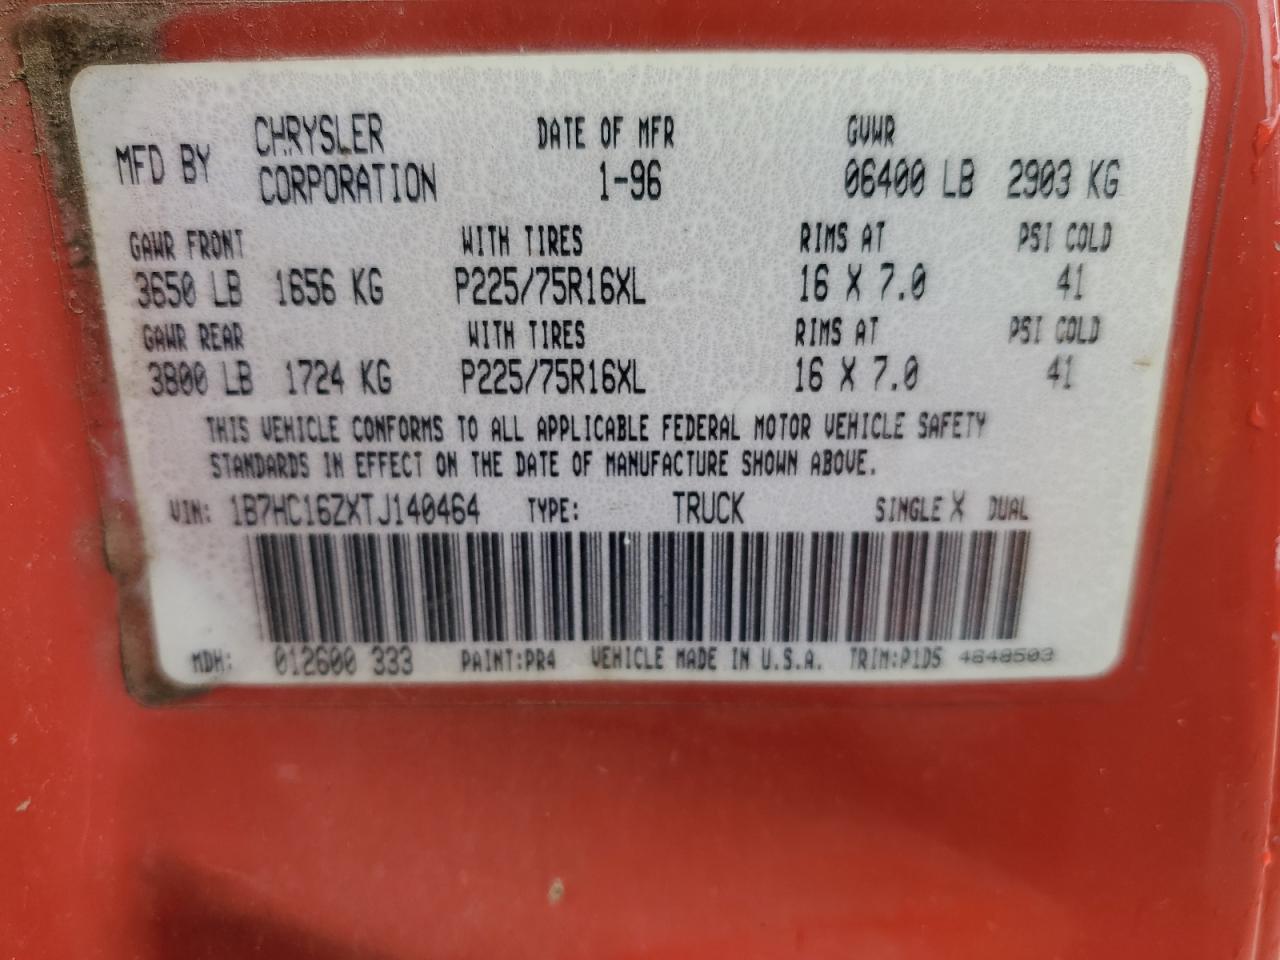 MFD BY CHRYSLER CORPORATION DATE OF MFR 1-96 GVWR 06400 LB 2903 KG
GAWR FRONT WITH TIRES RIMS AT PSI COLD
3650 LB 1656 KG P225/75R16XL 16 X 7.0 41
GAWR REAR WITH TIRES RIMS AT PSI COLD
3800 LB 1724 KG P225/75R16XL 16 X 7.0 41
THIS VEHICLE CONFORMS TO ALL APPLICABLE FEDERAL MOTOR VEHICLE SAFETY
STANDARDS IN EFFECT ON THE DATE OF MANUFACTURE SHOWN ABOVE.
VIN: 1B7HC16ZXTJ140464 TYPE: TRUCK SINGLE X DUAL
MDH: 012600 333 PAINT:PR4 VEHICLE MADE IN U.S.A. TRIM:P1D5 4648503